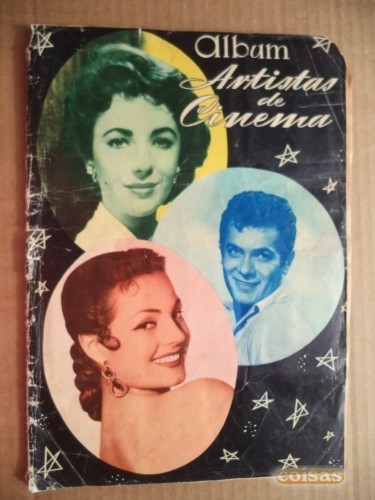 Album
Artistas
de
Cinema
coisas